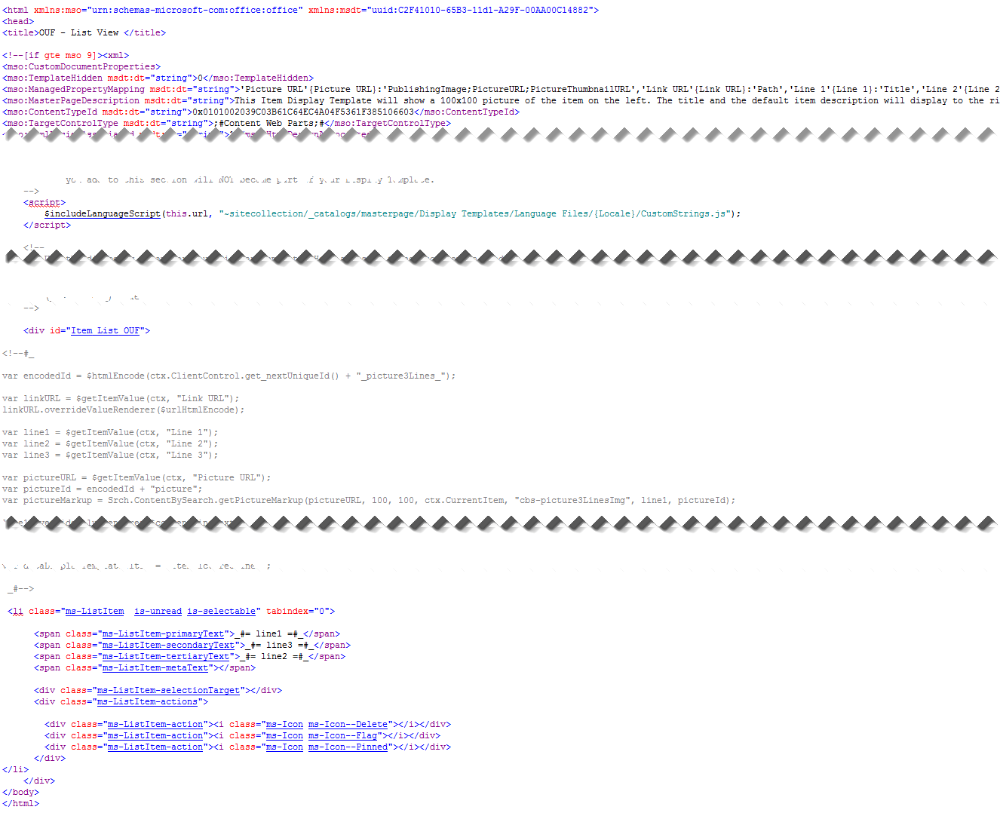 <html xmlns:mso="urn:schemas-microsoft-com:office:office" xmlns:msdt="uuid:C2F41010-65B3-11d1-A29F-00AA00C14882">
<head>
<title>OUF - List View </title>
<!--[if gte mso 9]><xml>
<mso:CustomDocumentProperties>
<mso:TemplateHidden msdt:dt="string">0</mso:TemplateHidden>
<mso:ManagedPropertyMapping msdt:dt="string">'Picture URL'{Picture URL}:'PublishingImage;PictureURL;PictureThumbnailURL','Link URL'{Link URL}:'Path','Line 1'{Line 1}:'Title','Line 2'{Line 2
<mso:MasterPageDescription msdt:dt="string">This Item Display Template will show a 100x100 picture of the item on the left. The title and the default item description will display to the ri
<mso:ContentTypeId msdt:dt="string">0x0101002039C03B61C64EC4A04F5361F385106603</mso:ContentTypeId>
<mso:TargetControlType msdt:dt="string">;#Content Web Parts;#</mso:TargetControlType>
you add to this section will NOT become part of your Display Template.
-->
<script>
$includeLanguageScript(this.url, "~sitecollection/_catalogs/masterpage/Display Templates/Language Files/{Locale}/CustomStrings.js");
</script>
<!--
-->
<div id="Item_List_OUF">
<!--#_
var encodedId = $htmlEncode(ctx.ClientControl.get_nextUniqueId() + "_picture3Lines_");
var linkURL = $getItemValue(ctx, "Link URL");
linkURL.overrideValueRenderer($urlHtmlEncode);
var line1 = $getItemValue(ctx, "Line 1");
var line2 = $getItemValue(ctx, "Line 2");
var line3 = $getItemValue(ctx, "Line 3");
var pictureURL = $getItemValue(ctx, "Picture URL");
var pictureId = encodedId + "picture";
var pictureMarkup = Srch.ContentBySearch.getPictureMarkup(pictureURL, 100, 100, ctx.CurrentItem, "cbs-picture3LinesImg", line1, pictureId);
_#-->
<li class="ms-ListItem  is-unread is-selectable" tabindex="0">
<span class="ms-ListItem-primaryText">_#= line1 =#_</span>
<span class="ms-ListItem-secondaryText">_#= line3 =#_</span>
<span class="ms-ListItem-tertiaryText">_#= line2 =#_</span>
<span class="ms-ListItem-metaText"></span>
<div class="ms-ListItem-selectionTarget"></div>
<div class="ms-ListItem-actions">
<div class="ms-ListItem-action"><i class="ms-Icon ms-Icon--Delete"></i></div>
<div class="ms-ListItem-action"><i class="ms-Icon ms-Icon--Flag"></i></div>
<div class="ms-ListItem-action"><i class="ms-Icon ms-Icon--Pinned"></i></div>
</div>
</li>
</div>
</body>
</html>